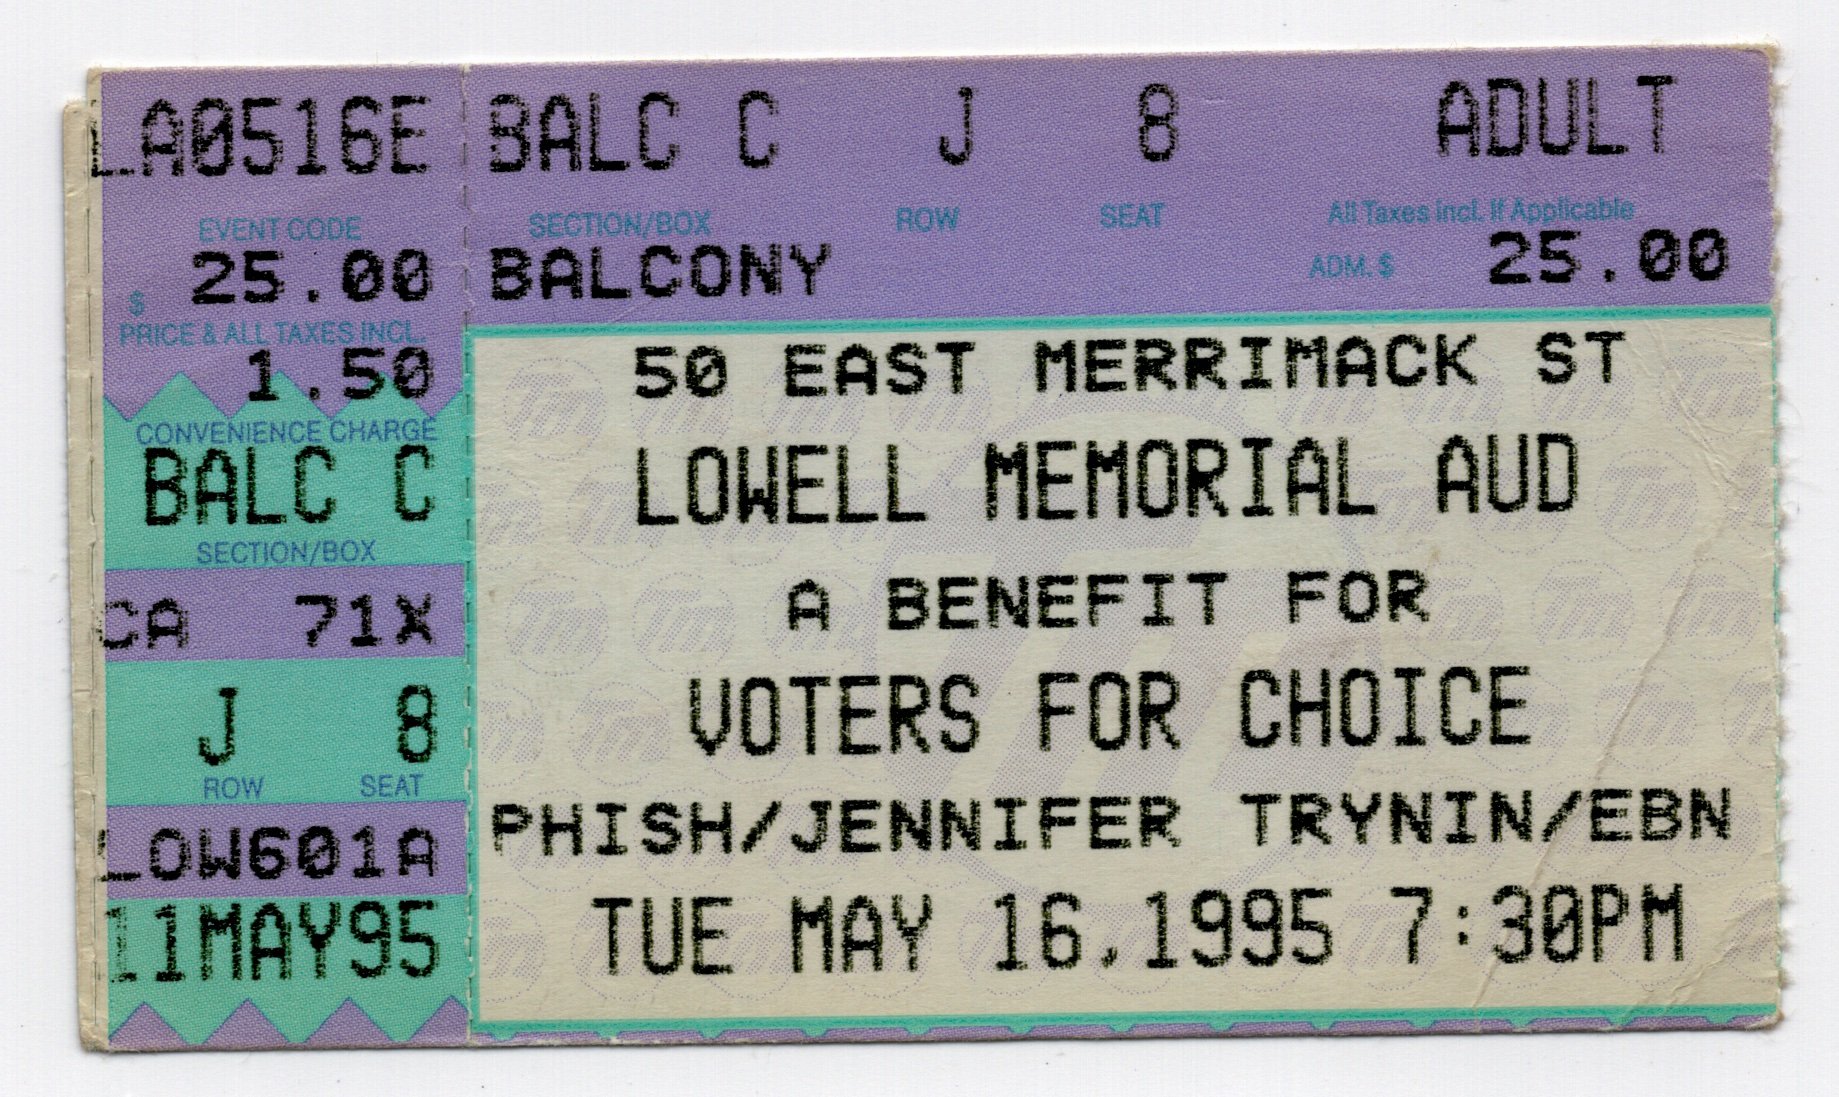 LA0516E
EVENT CODE
25.00
$
PRICE & ALL TAXES INCL.
1.50
CONVENIENCE CHARGE
BALC C
SECTION/BOX
CA 71X
J 8
ROW SEAT
LOW601A
11MAY95
BALC C J 8 ADULT
SECTION/BOX ROW SEAT All Taxes incl. If Applicable
BALCONY ADM. $ 25.00
50 EAST MERRIMACK ST
LOWELL MEMORIAL AUD
A BENEFIT FOR
VOTERS FOR CHOICE
PHISH/JENNIFER TRYNIN/EBN
TUE MAY 16,1995 7:30PM